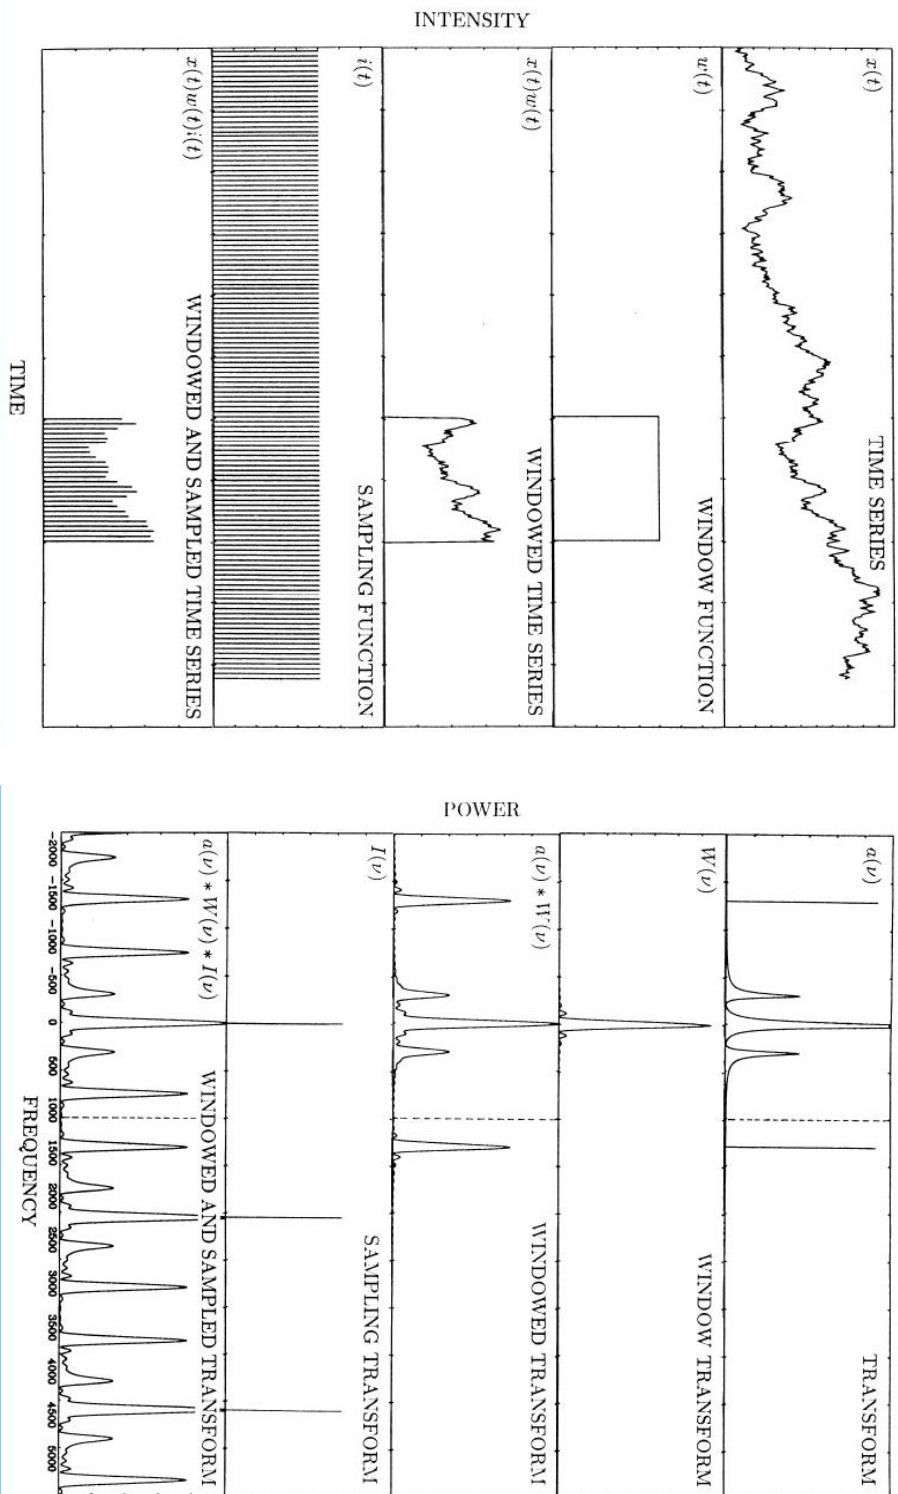 INTENSITY
x(t)
TIME SERIES
w(t)
WINDOW FUNCTION
x(t)w(t)
WINDOWED TIME SERIES
i(t)
SAMPLING FUNCTION
x(t)w(t)i(t)
WINDOWED AND SAMPLED TIME SERIES
TIME
POWER
a(ν)
TRANSFORM
W(ν)
WINDOW TRANSFORM
a(ν) * W(ν)
WINDOWED TRANSFORM
I(ν)
SAMPLING TRANSFORM
a(ν) * W(ν) * I(ν)
WINDOWED AND SAMPLED TRANSFORM
-2000 -1500 -1000 -500 0 500 1000 1500 2000 2500 3000 3500 4000 4500 5000
FREQUENCY